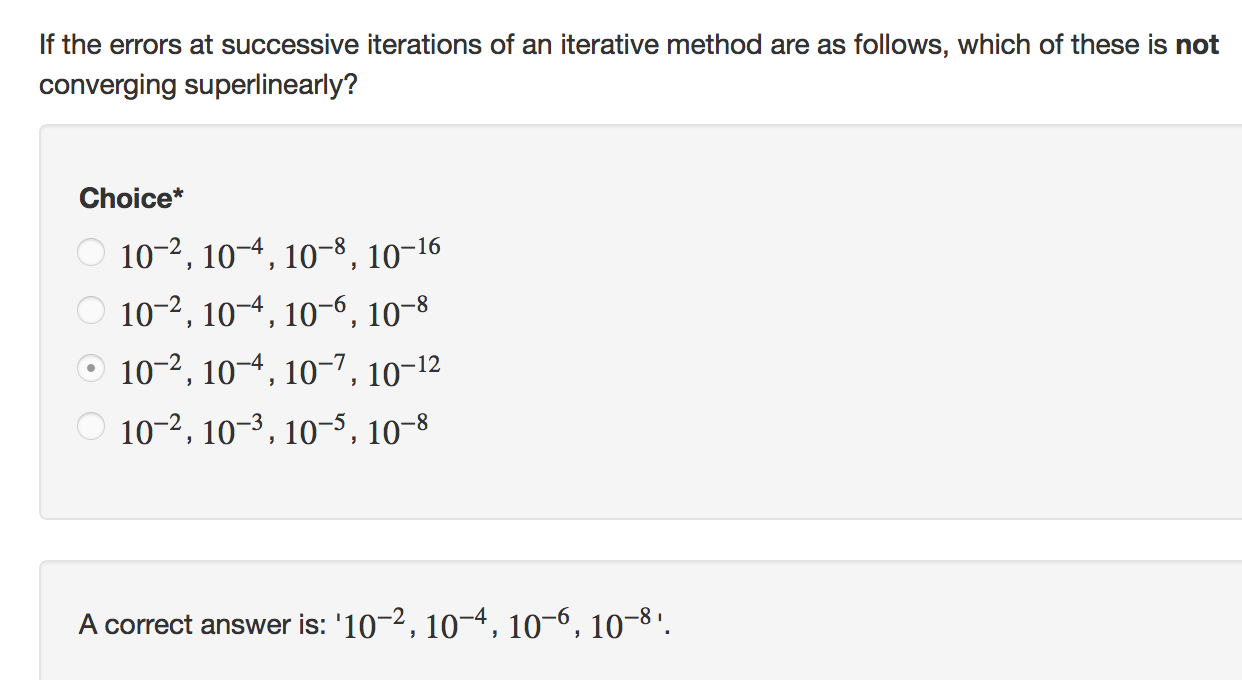 If the errors at successive iterations of an iterative method are as follows, which of these is not
converging superlinearly?
Choice*
10⁻², 10⁻⁴, 10⁻⁸, 10⁻¹⁶
10⁻², 10⁻⁴, 10⁻⁶, 10⁻⁸
10⁻², 10⁻⁴, 10⁻⁷, 10⁻¹²
10⁻², 10⁻³, 10⁻⁵, 10⁻⁸
A correct answer is: '10⁻², 10⁻⁴, 10⁻⁶, 10⁻⁸'.